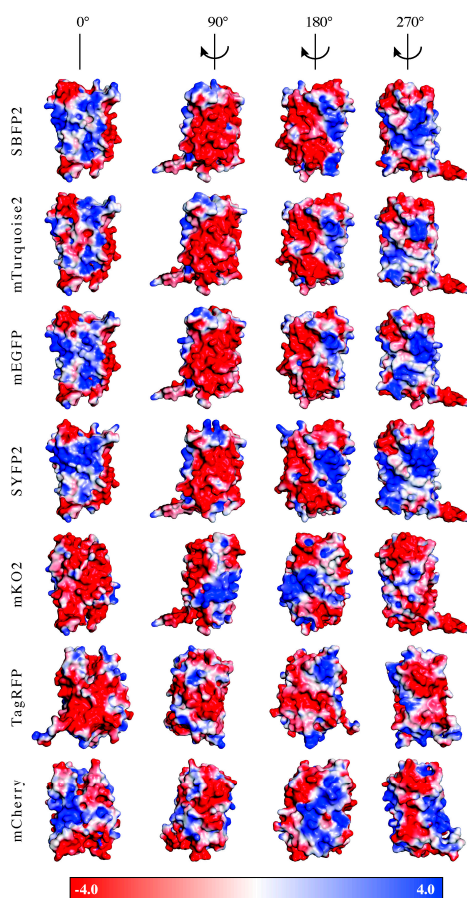 0° 90° 180° 270°
SBFP2
mTurquoise2
mEGFP
SYFP2
mKO2
TagRFP
mCherry
-4.0 4.0